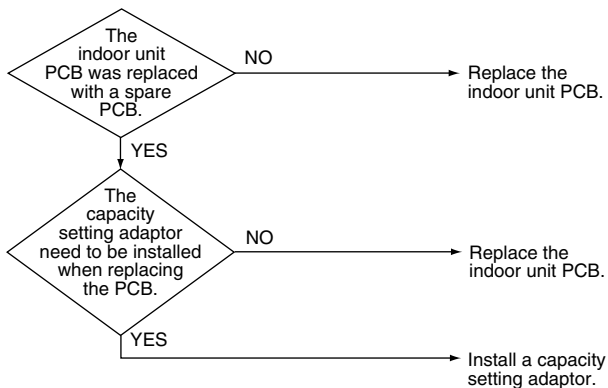 The
indoor unit
PCB was replaced
with a spare
PCB.
NO
Replace the
indoor unit PCB.
YES
The
capacity
setting adaptor
need to be installed
when replacing
the PCB.
NO
Replace the
indoor unit PCB.
YES
Install a capacity
setting adaptor.